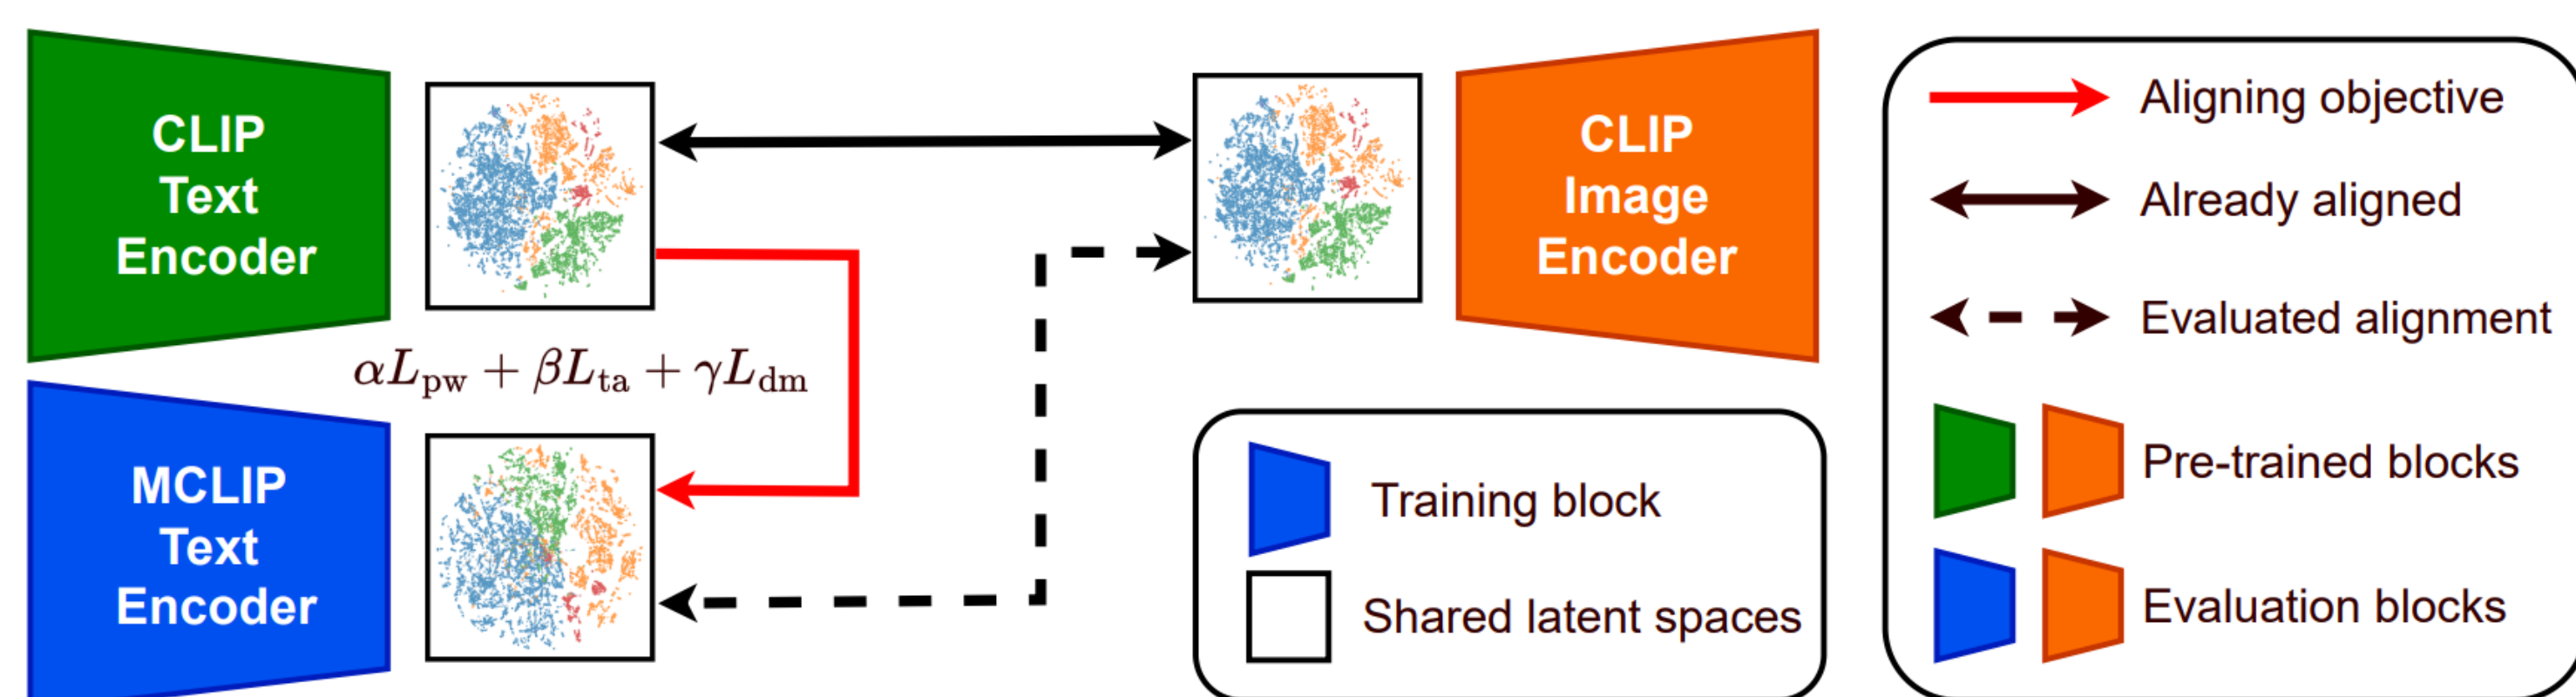 CLIP
Text
Encoder
CLIP
Image
Encoder
αL_pw + βL_ta + γL_dm
MCLIP
Text
Encoder
Training block
Shared latent spaces
Aligning objective
Already aligned
Evaluated alignment
Pre-trained blocks
Evaluation blocks